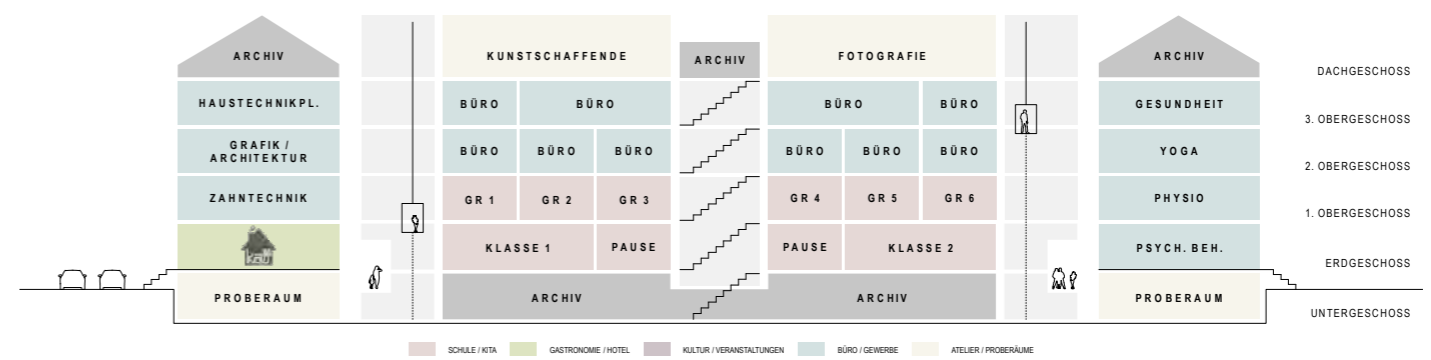 ARCHIV
KUNSTSCHAFFENDE
ARCHIV
FOTOGRAFIE
ARCHIV
DACHGESCHOSS
HAUSTECHNIKPL.
BÜRO
BÜRO
BÜRO
BÜRO
GESUNDHEIT
3. OBERGESCHOSS
GRAFIK /
ARCHITEKTUR
BÜRO
BÜRO
BÜRO
BÜRO
BÜRO
BÜRO
YOGA
2. OBERGESCHOSS
ZAHNTECHNIK
GR 1
GR 2
GR 3
GR 4
GR 5
GR 6
PHYSIO
1. OBERGESCHOSS
KLASSE 1
PAUSE
PAUSE
KLASSE 2
PSYCH. BEH.
ERDGESCHOSS
PROBERAUM
ARCHIV
ARCHIV
PROBERAUM
UNTERGESCHOSS
SCHULE / KITA
GASTRONOMIE / HOTEL
KULTUR / VERANSTALTUNGEN
BÜRO / GEWERBE
ATELIER / PROBERÄUME